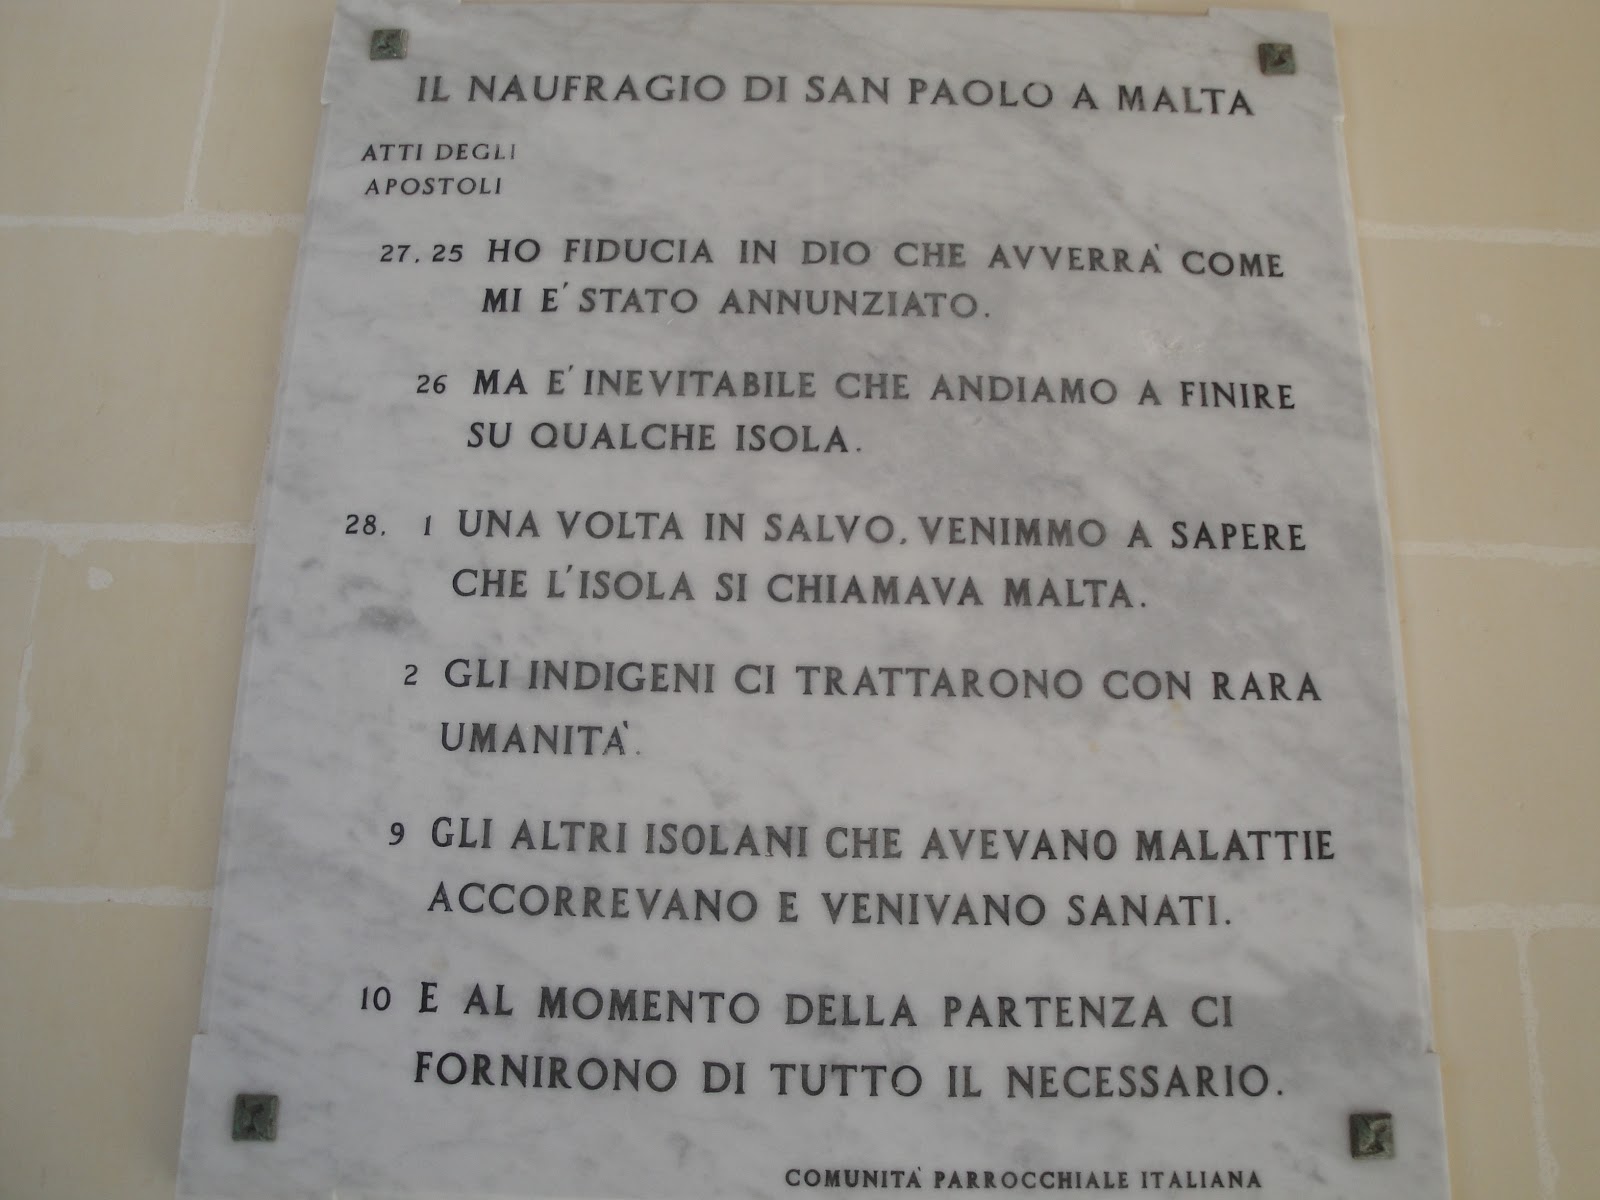 IL NAUFRAGIO DI SAN PAOLO A MALTA
ATTI DEGLI
APOSTOLI
27, 25 HO FIDUCIA IN DIO CHE AVVERRÀ COME
MI E' STATO ANNUNZIATO.
26 MA E' INEVITABILE CHE ANDIAMO A FINIRE
SU QUALCHE ISOLA.
28, 1 UNA VOLTA IN SALVO, VENIMMO A SAPERE
CHE L'ISOLA SI CHIAMAVA MALTA.
2 GLI INDIGENI CI TRATTARONO CON RARA
UMANITÀ.
9 GLI ALTRI ISOLANI CHE AVEVANO MALATTIE
ACCORREVANO E VENIVANO SANATI.
10 E AL MOMENTO DELLA PARTENZA CI
FORNIRONO DI TUTTO IL NECESSARIO.
COMUNITÀ PARROCCHIALE ITALIANA